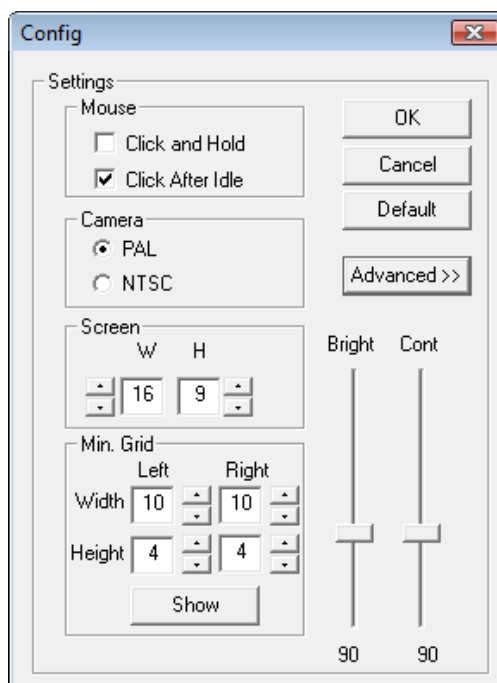 Config
Settings
Mouse
Click and Hold
Click After Idle
OK
Cancel
Default
Camera
PAL
NTSC
Advanced >>
Screen
W H
16 9
Bright Cont
Min. Grid
Left Right
Width 10 10
Height 4 4
Show
90 90